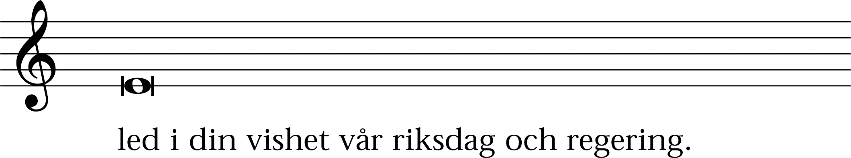 led i din vishet vår riksdag och regering.